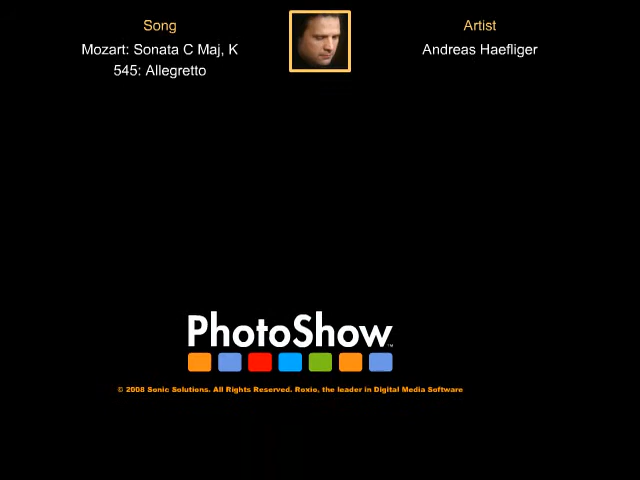 Song
Artist
Mozart: Sonata C Maj, K
545: Allegretto
Andreas Haefliger
PhotoShow™
© 2008 Sonic Solutions. All Rights Reserved. Roxio, the leader in Digital Media Software